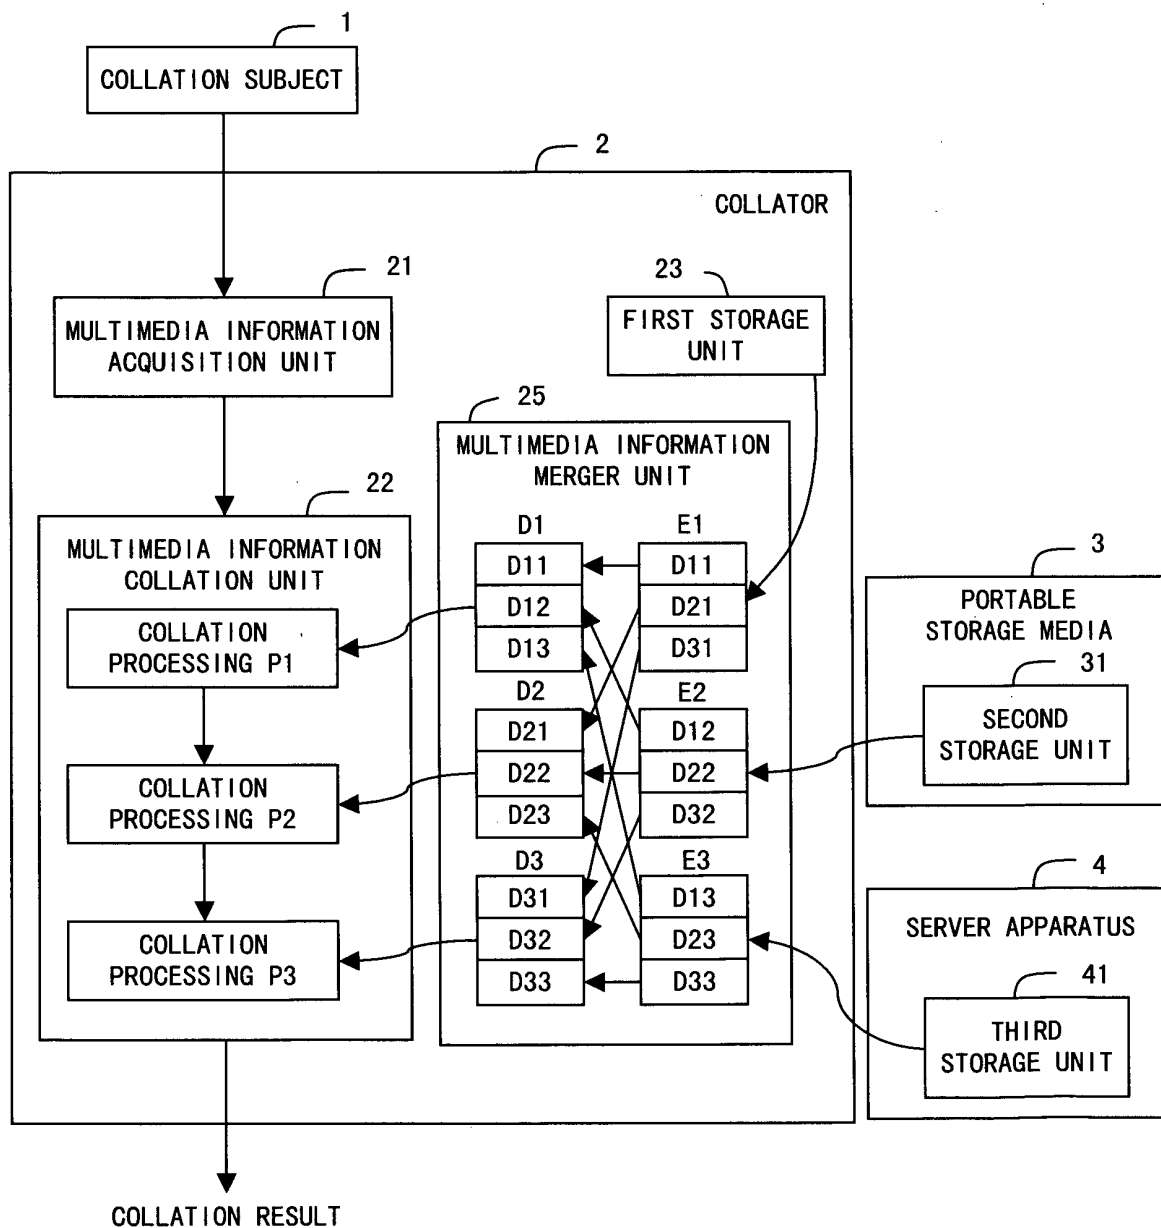 1
COLLATION SUBJECT
2
COLLATOR
21
MULTIMEDIA INFORMATION
ACQUISITION UNIT
23
FIRST STORAGE
UNIT
25
MULTIMEDIA INFORMATION
MERGER UNIT
22
MULTIMEDIA INFORMATION
COLLATION UNIT
COLLATION
PROCESSING P1
COLLATION
PROCESSING P2
COLLATION
PROCESSING P3
D1
D11
D12
D13
D2
D21
D22
D23
D3
D31
D32
D33
E1
D11
D21
D31
E2
D12
D22
D32
E3
D13
D23
D33
3
PORTABLE
STORAGE MEDIA
31
SECOND
STORAGE UNIT
4
SERVER APPARATUS
41
THIRD
STORAGE UNIT
COLLATION RESULT